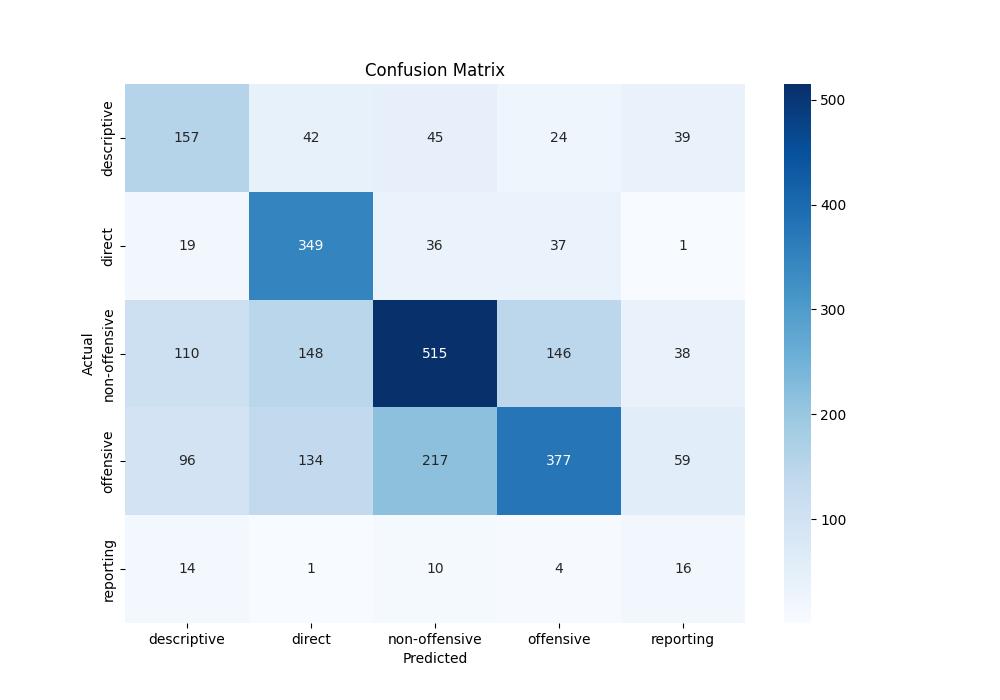 Confusion Matrix
Actual
descriptive 157 42 45 24 39
direct 19 349 36 37 1
non-offensive 110 148 515 146 38
offensive 96 134 217 377 59
reporting 14 1 10 4 16
descriptive direct non-offensive offensive reporting
Predicted
500
400
300
200
100